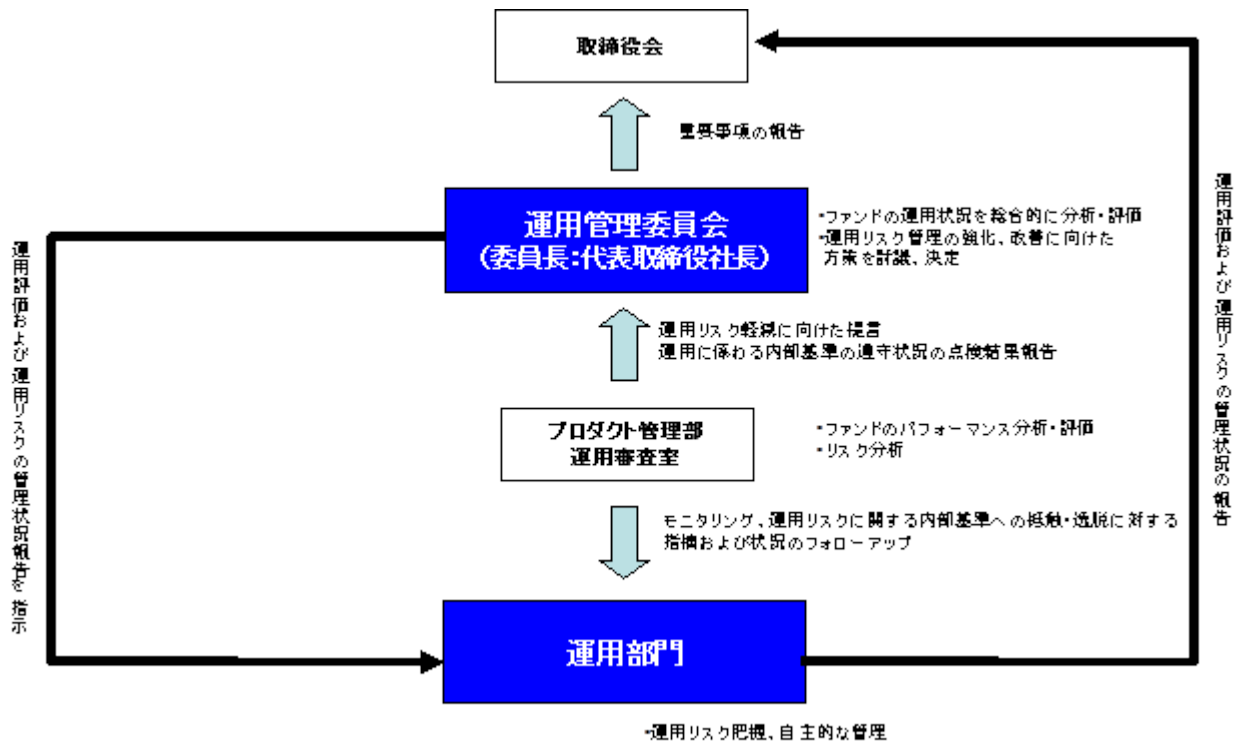 取締役会
重要事項の報告
運用管理委員会
(委員長:代表取締役社長)
・ファンドの運用状況を総合的に分析・評価
・運用リスク管理の強化、改善に向けた
方策を討議、決定
運用リスク軽減に向けた提言
運用に係わる内部基準の遵守状況の点検結果報告
プロダクト管理部
運用審査室
・ファンドのパフォーマンス分析・評価
・リスク分析
モニタリング、運用リスクに関する内部基準への抵触・逸脱に対する
指摘および状況のフォローアップ
運用部門
・運用リスク把握、自主的な管理
運用評価および運用リスクの管理状況報告を指示
運用評価および運用リスクの管理状況の報告